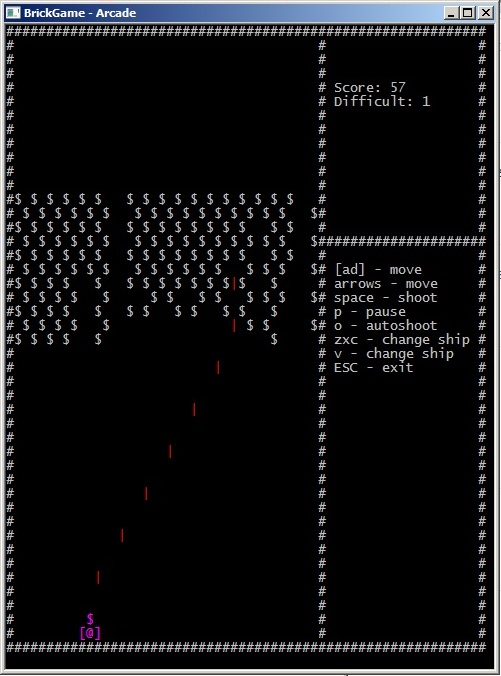 BrickGame - Arcade
Score: 57
Difficult: 1
[ad] - move
arrows - move
space - shoot
p - pause
o - autoshoot
zxc - change ship
v - change ship
ESC - exit
$
[@]